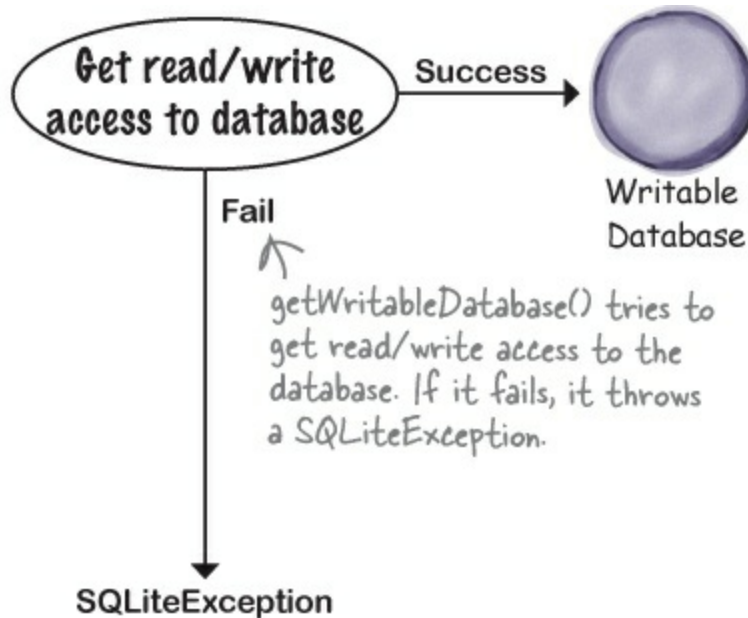 Get read/write
access to database
Success
Writable
Database
Fail
getWritableDatabase() tries to
get read/write access to the
database. If it fails, it throws
a SQLiteException.
SQLiteException